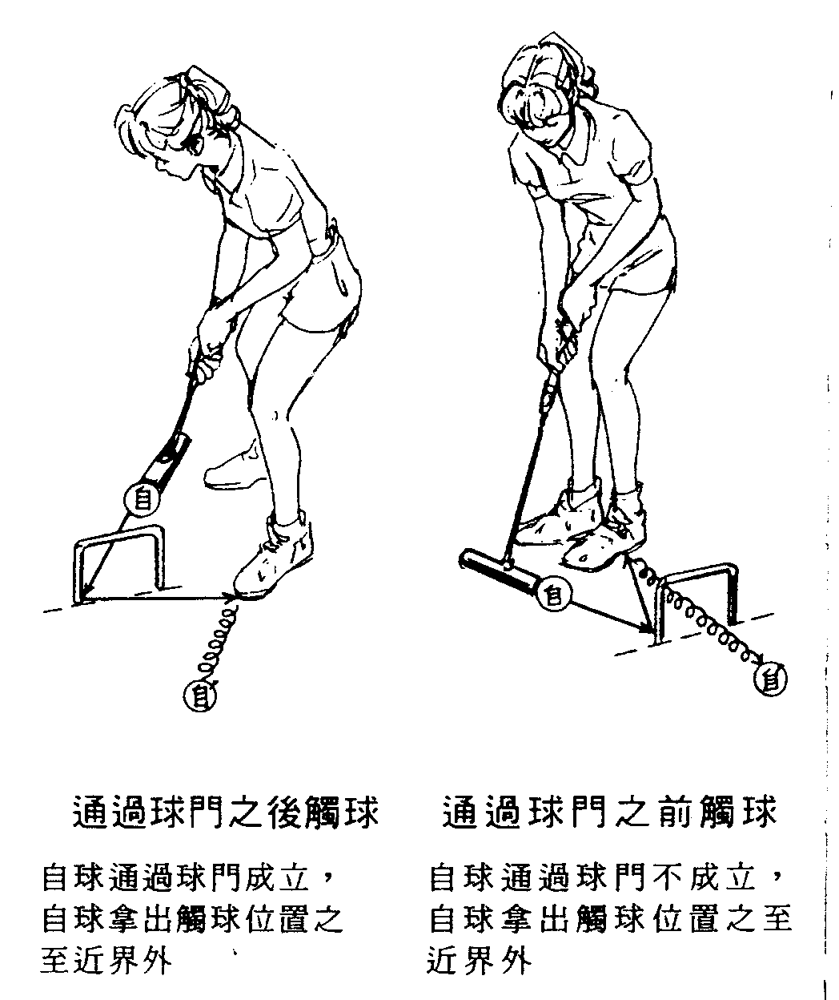 自
自
自
自
通過球門之後觸球
自球通過球門成立，
自球拿出觸球位置之
至近界外
通過球門之前觸球
自球通過球門不成立，
自球拿出觸球位置之至
近界外